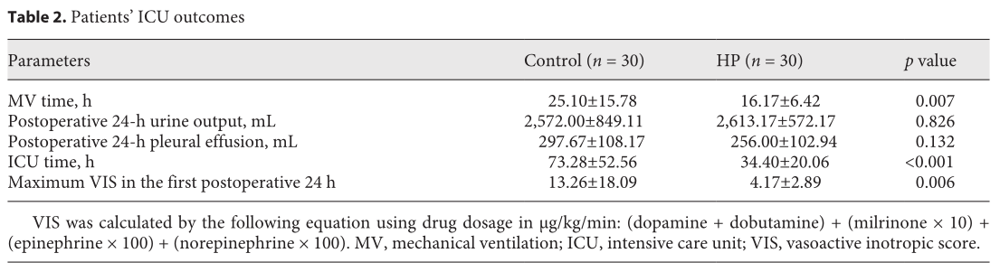 Table 2. Patients’ ICU outcomes
Parameters Control (n = 30) HP (n = 30) p value
MV time, h 25.10±15.78 16.17±6.42 0.007
Postoperative 24-h urine output, mL 2,572.00±849.11 2,613.17±572.17 0.826
Postoperative 24-h pleural effusion, mL 297.67±108.17 256.00±102.94 0.132
ICU time, h 73.28±52.56 34.40±20.06 <0.001
Maximum VIS in the first postoperative 24 h 13.26±18.09 4.17±2.89 0.006
VIS was calculated by the following equation using drug dosage in μg/kg/min: (dopamine + dobutamine) + (milrinone × 10) +
(epinephrine × 100) + (norepinephrine × 100). MV, mechanical ventilation; ICU, intensive care unit; VIS, vasoactive inotropic score.